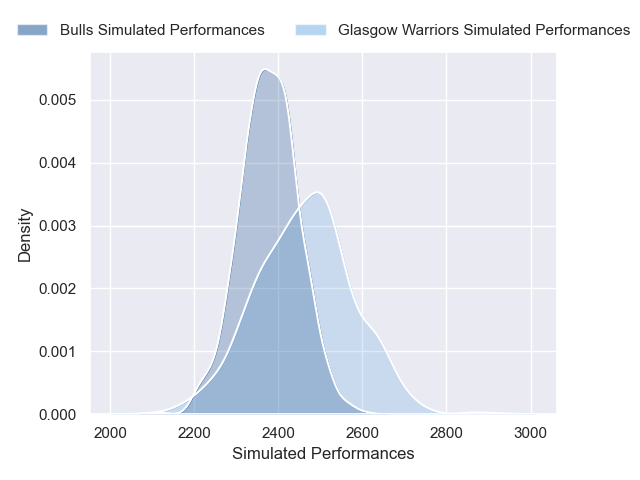 Bulls Simulated Performances Glasgow Warriors Simulated Performances
0.005
0.004
0.003
0.002
0.001
0.000
Density
2000 2200 2400 2600 2800 3000
Simulated Performances